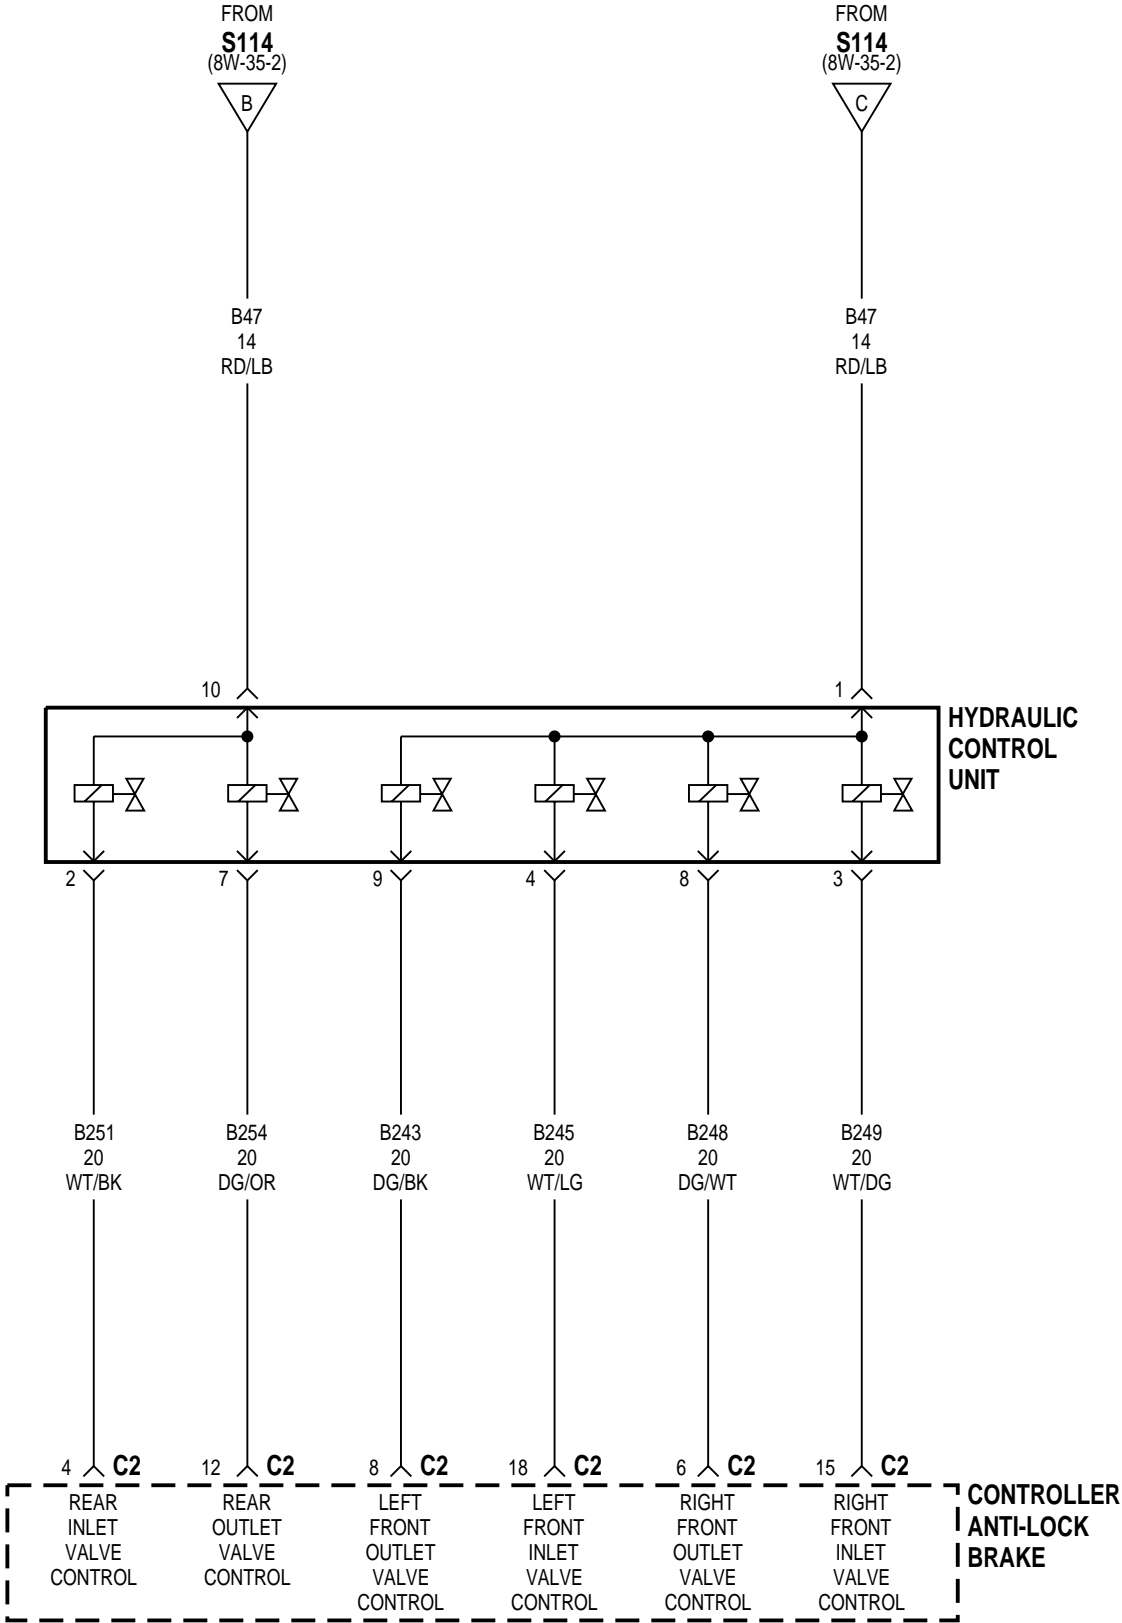 FROM
S114
(8W-35-2)
B
FROM
S114
(8W-35-2)
C
B47
14
RD/LB
B47
14
RD/LB
10
1
HYDRAULIC
CONTROL
UNIT
2
7
9
4
8
3
B251
20
WT/BK
B254
20
DG/OR
B243
20
DG/BK
B245
20
WT/LG
B248
20
DG/WT
B249
20
WT/DG
4 C2
12 C2
8 C2
18 C2
6 C2
15 C2
REAR
INLET
VALVE
CONTROL
REAR
OUTLET
VALVE
CONTROL
LEFT
FRONT
OUTLET
VALVE
CONTROL
LEFT
FRONT
INLET
VALVE
CONTROL
RIGHT
FRONT
OUTLET
VALVE
CONTROL
RIGHT
FRONT
INLET
VALVE
CONTROL
CONTROLLER
ANTI-LOCK
BRAKE